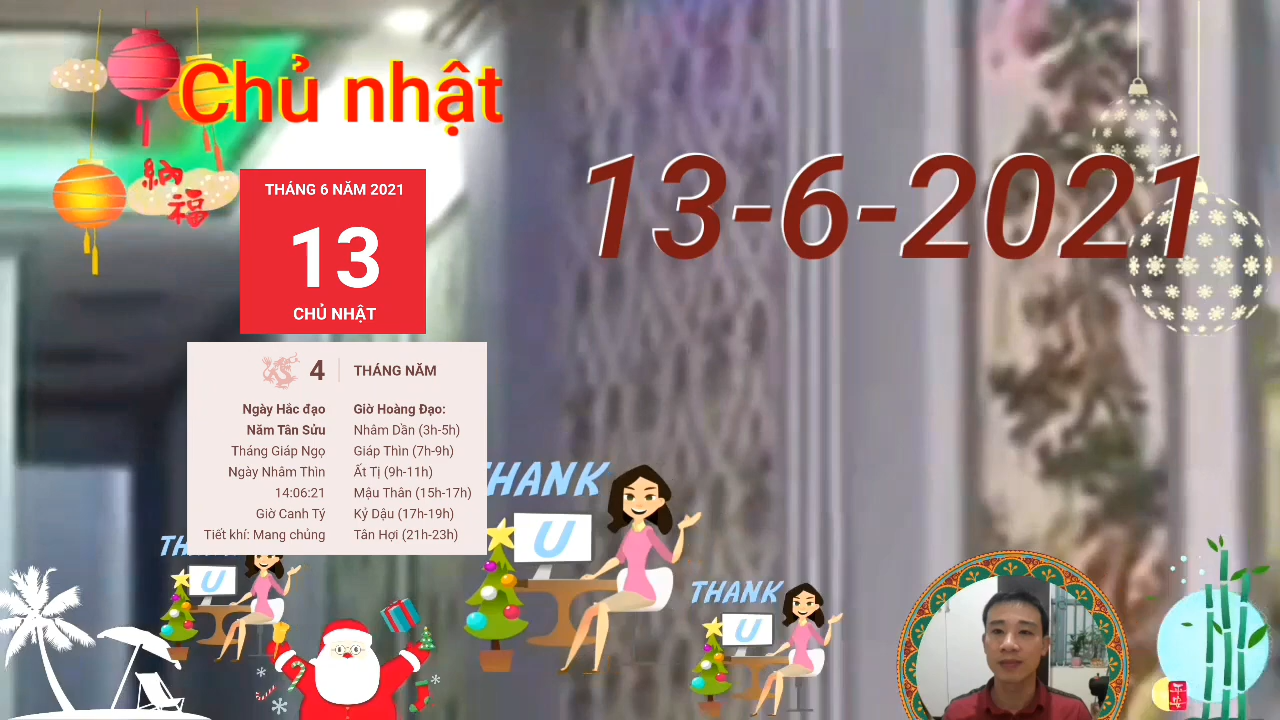 Chủ nhật
13-6-2021
納
福
THÁNG 6 NĂM 2021
13
CHỦ NHẬT
4 THÁNG NĂM
Ngày Hắc đạo
Năm Tân Sửu
Tháng Giáp Ngọ
Ngày Nhâm Thìn
14:06:21
Giờ Canh Tý
Tiết khí: Mang chủng
Giờ Hoàng Đạo:
Nhâm Dần (3h-5h)
Giáp Thìn (7h-9h)
Ất Tị (9h-11h)
Mậu Thân (15h-17h)
Kỷ Dậu (17h-19h)
Tân Hợi (21h-23h)
THANK
U
TH
U
THANK
U